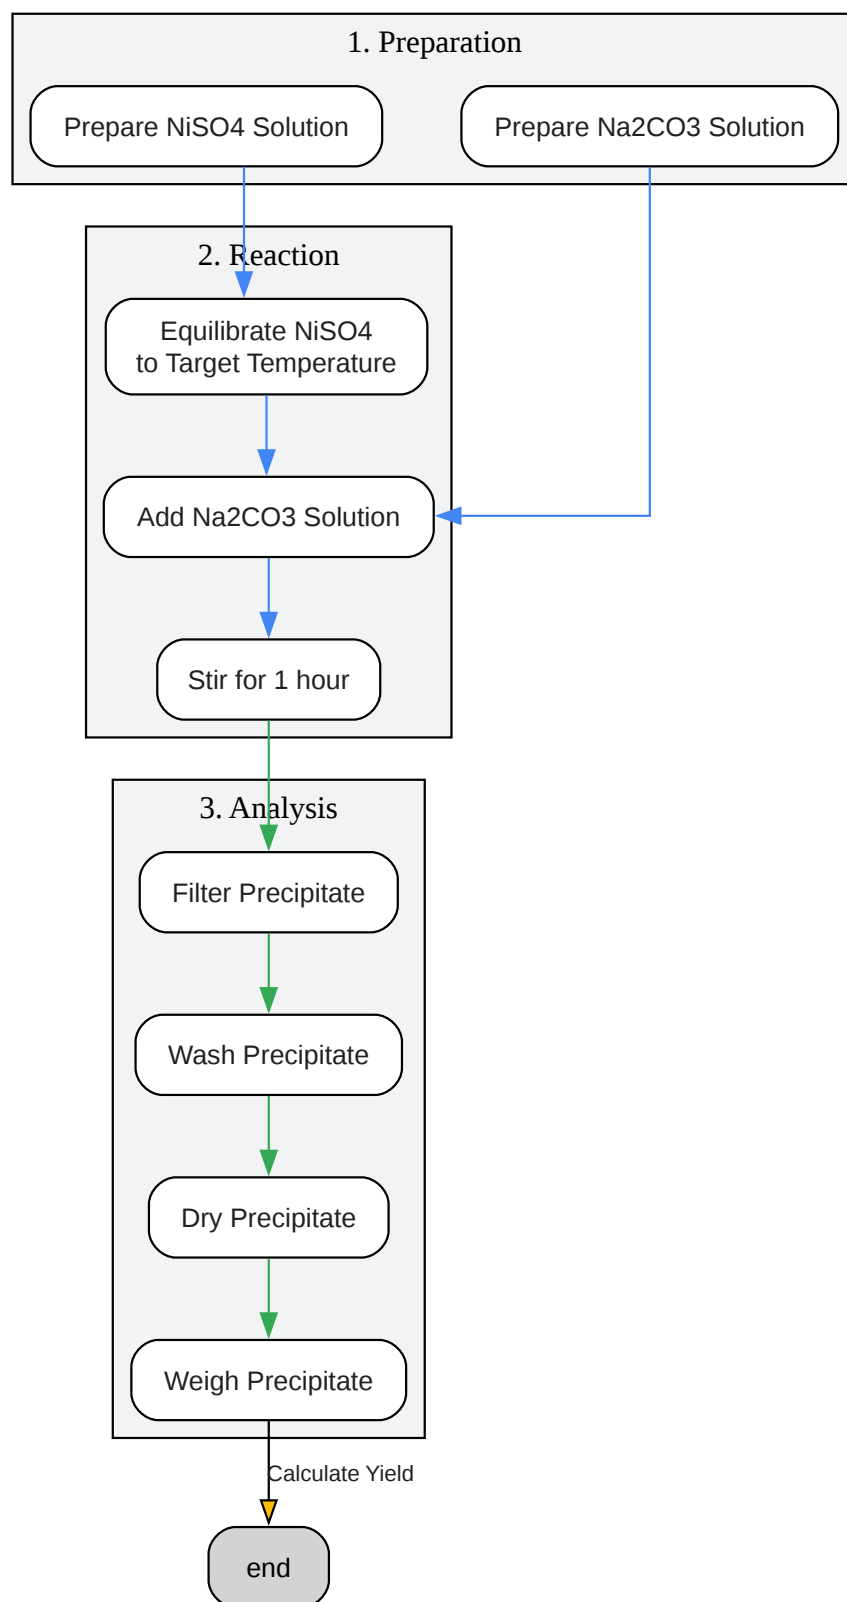 1. Preparation
Prepare NiSO4 Solution
Prepare Na2CO3 Solution
2. Reaction
Equilibrate NiSO4
to Target Temperature
Add Na2CO3 Solution
Stir for 1 hour
3. Analysis
Filter Precipitate
Wash Precipitate
Dry Precipitate
Weigh Precipitate
Calculate Yield
end